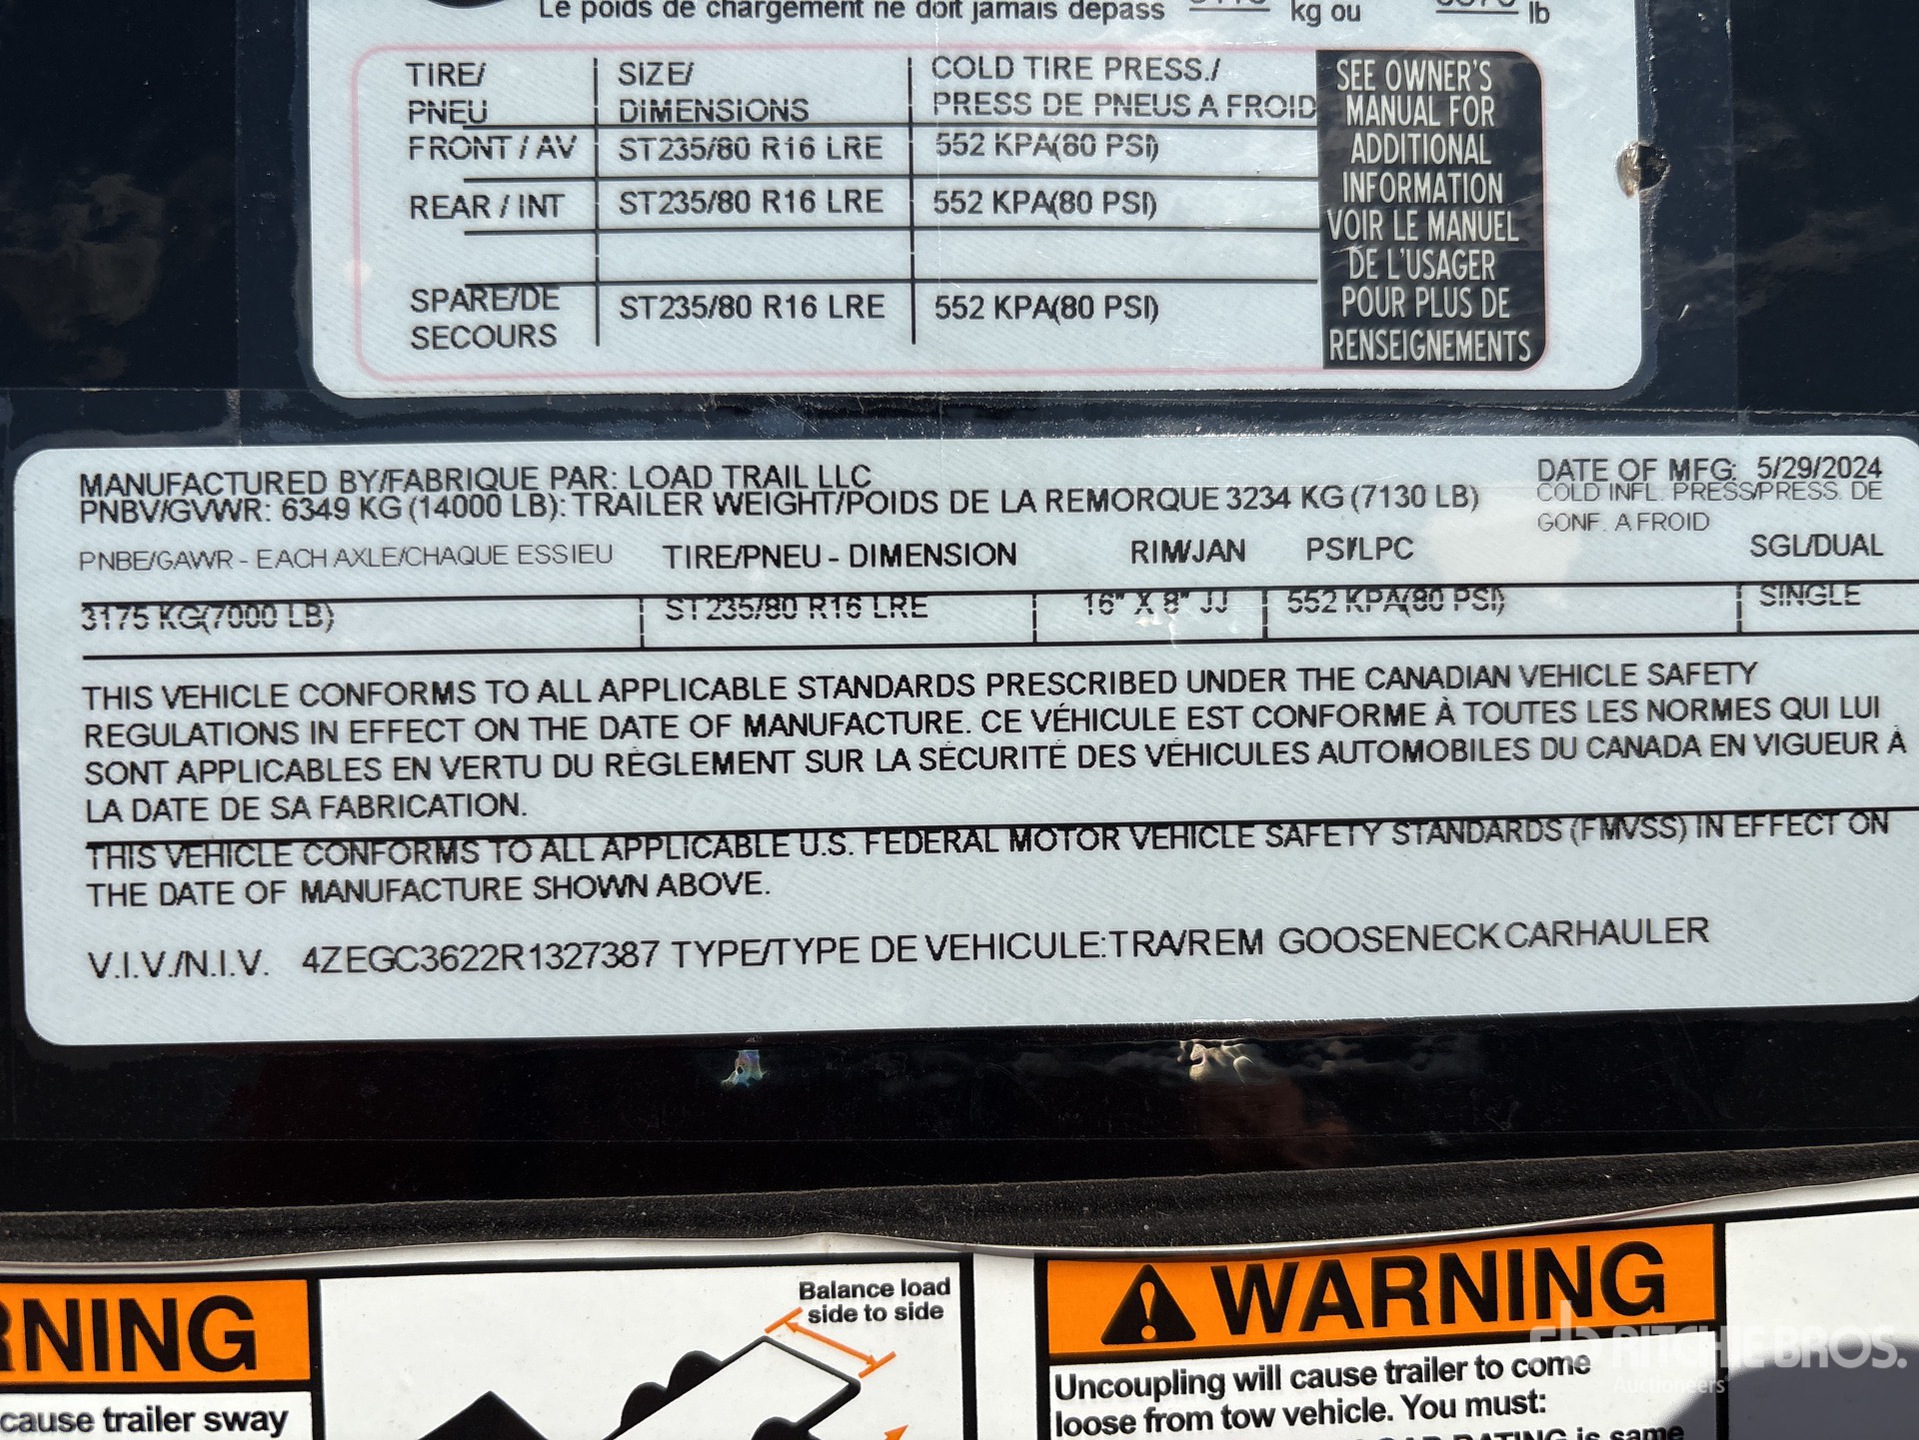 Le poids de chargement ne doit jamais depass kg ou lb
TIRE/ SIZE/ COLD TIRE PRESS./
PNEU DIMENSIONS PRESS DE PNEUS A FROID
FRONT / AV ST235/80 R16 LRE 552 KPA(80 PSI)
REAR / INT ST235/80 R16 LRE 552 KPA(80 PSI)
SPARE/DE ST235/80 R16 LRE 552 KPA(80 PSI)
SECOURS
SEE OWNER'S
MANUAL FOR
ADDITIONAL
INFORMATION
VOIR LE MANUEL
DE L'USAGER
POUR PLUS DE
RENSEIGNEMENTS
MANUFACTURED BY/FABRIQUE PAR: LOAD TRAIL LLC DATE OF MFG: 5/29/2024
PNBV/GVWR: 6349 KG (14000 LB): TRAILER WEIGHT/POIDS DE LA REMORQUE 3234 KG (7130 LB) COLD INFL. PRESS/PRESS. DE
GONF. A FROID
PNBE/GAWR - EACH AXLE/CHAQUE ESSIEU TIRE/PNEU - DIMENSION RIM/JAN PSI/LPC SGL/DUAL
3175 KG(7000 LB) ST235/80 R16 LRE 16" X 8" JJ 552 KPA(80 PSI) SINGLE
THIS VEHICLE CONFORMS TO ALL APPLICABLE STANDARDS PRESCRIBED UNDER THE CANADIAN VEHICLE SAFETY
REGULATIONS IN EFFECT ON THE DATE OF MANUFACTURE. CE VÉHICULE EST CONFORME À TOUTES LES NORMES QUI LUI
SONT APPLICABLES EN VERTU DU RÉGLEMENT SUR LA SÉCURITÉ DES VÉHICULES AUTOMOBILES DU CANADA EN VIGUEUR À
LA DATE DE SA FABRICATION.
THIS VEHICLE CONFORMS TO ALL APPLICABLE U.S. FEDERAL MOTOR VEHICLE SAFETY STANDARDS (FMVSS) IN EFFECT ON
THE DATE OF MANUFACTURE SHOWN ABOVE.
V.I.V./N.I.V. 4ZEGC3622R1327387 TYPE/TYPE DE VEHICULE:TRA/REM GOOSENECK CARHAULER
RNING
cause trailer sway
Balance load
side to side
WARNING
Uncoupling will cause trailer to come
loose from tow vehicle. You must:
RATING is same
RITCHIE BROS.
Auctioneers